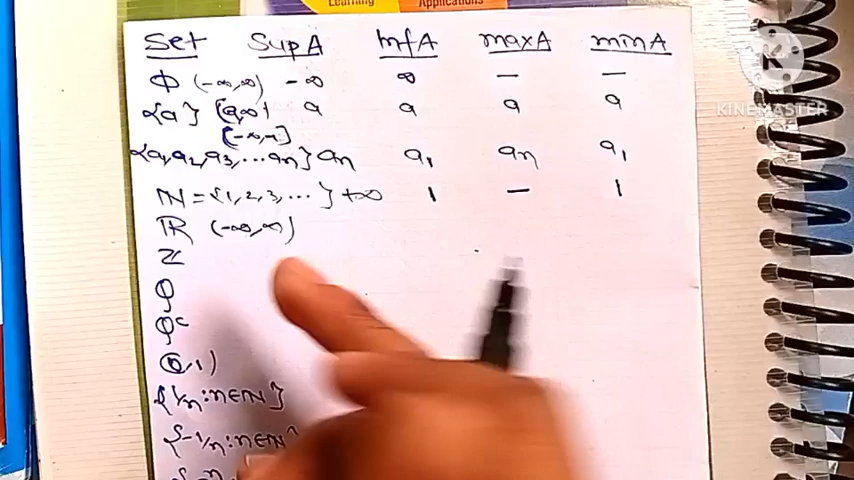 Learning Applications
Set SupA InfA maxA minA
Φ (-∞,∞) -∞ ∞ — —
{a} [a,∞) a a a a
(-∞,a]
{a1,a2,a3,...an} an a1 an a1
ℕ={1,2,3,...} +∞ 1 — 1
ℝ (-∞,∞)
ℤ
Q
Qc
(0,1)
{1/n:n∈ℕ}
{-1/n:n∈ℕ}
KINEMASTER